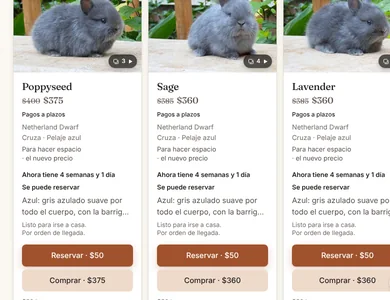 3
Poppyseed
$400 $375
Pagos a plazos
Netherland Dwarf
Cruza · Pelaje azul
Para hacer espacio
· el nuevo precio
Ahora tiene 4 semanas y 1 día
Se puede reservar
Azul: gris azulado suave por
todo el cuerpo, con la barrig...
Listo para irse a casa.
Por orden de llegada.
Reservar · $50
Comprar · $375
4
Sage
$385 $360
Pagos a plazos
Netherland Dwarf
Cruza · Pelaje azul
Para hacer espacio
· el nuevo precio
Ahora tiene 4 semanas y 1 día
Se puede reservar
Azul: gris azulado suave por
todo el cuerpo, con la barrig...
Listo para irse a casa.
Por orden de llegada.
Reservar · $50
Comprar · $360
Lavender
$385 $360
Pagos a plazos
Netherland Dwarf
Cruza · Pelaje azul
Para hacer espacio
· el nuevo precio
Ahora tiene 4 semanas y 1 día
Se puede reservar
Azul: gris azulado suave po
todo el cuerpo, con la barrig
Listo para irse a casa.
Por orden de llegada.
Reservar · $50
Comprar · $360